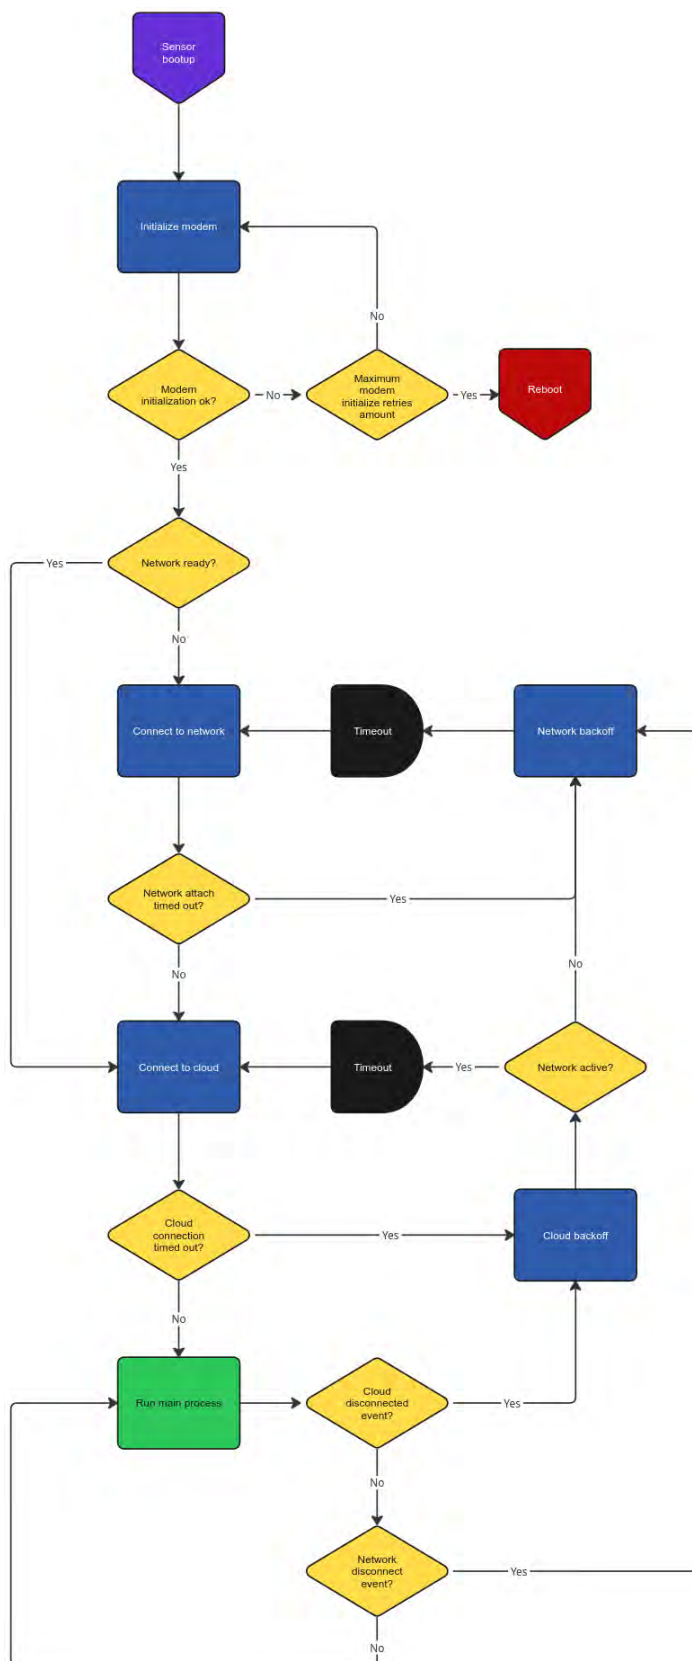 Sensor
bootup
Initialize modem
No
Modem
initialization ok?
No
Maximum
modem
initialize retries
amount
Yes
Reboot
Yes
Network ready?
Yes
No
Connect to network
Timeout
Network backoff
Network attach
timed out?
Yes
No
No
Connect to cloud
Timeout
Yes
Network active?
Cloud
connection
timed out?
Yes
Cloud backoff
No
Run main process
Cloud
disconnected
event?
Yes
No
Network
disconnect
event?
Yes
No